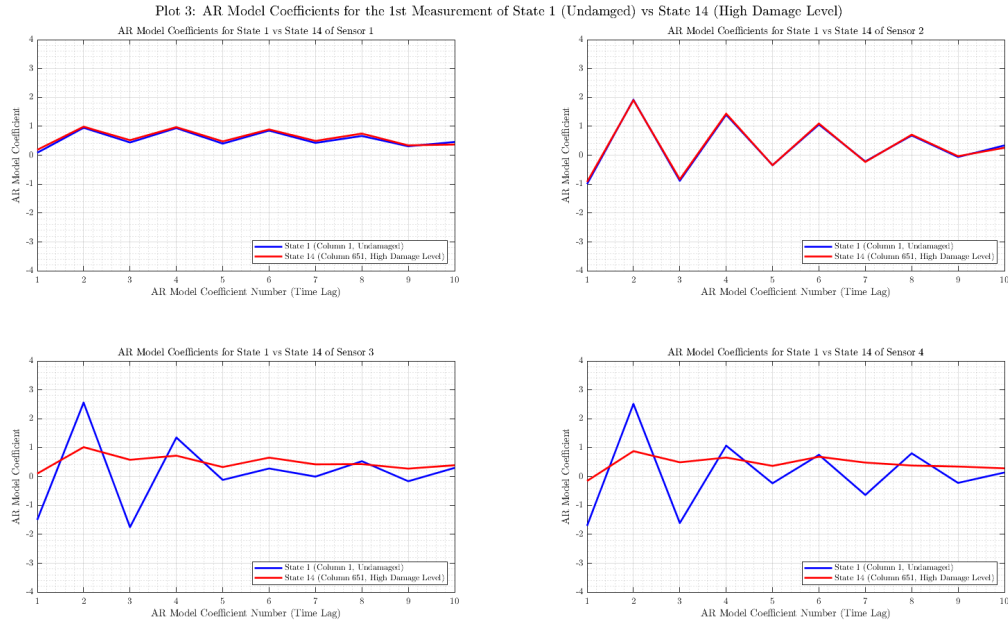 Plot 3: AR Model Coefficients for the 1st Measurement of State 1 (Undamged) vs State 14 (High Damage Level)
AR Model Coefficients for State 1 vs State 14 of Sensor 1
4
3
2
1
0
-1
-2
-3
-4
AR Model Coefficient
State 1 (Column 1, Undamaged)
State 14 (Column 651, High Damage Level)
1 2 3 4 5 6 7 8 9 10
AR Model Coefficient Number (Time Lag)
AR Model Coefficients for State 1 vs State 14 of Sensor 2
4
3
2
1
0
-1
-2
-3
-4
AR Model Coefficient
State 1 (Column 1, Undamaged)
State 14 (Column 651, High Damage Level)
1 2 3 4 5 6 7 8 9 10
AR Model Coefficient Number (Time Lag)
AR Model Coefficients for State 1 vs State 14 of Sensor 3
4
3
2
1
0
-1
-2
-3
-4
AR Model Coefficient
State 1 (Column 1, Undamaged)
State 14 (Column 651, High Damage Level)
1 2 3 4 5 6 7 8 9 10
AR Model Coefficient Number (Time Lag)
AR Model Coefficients for State 1 vs State 14 of Sensor 4
4
3
2
1
0
-1
-2
-3
-4
AR Model Coefficient
State 1 (Column 1, Undamaged)
State 14 (Column 651, High Damage Level)
1 2 3 4 5 6 7 8 9 10
AR Model Coefficient Number (Time Lag)